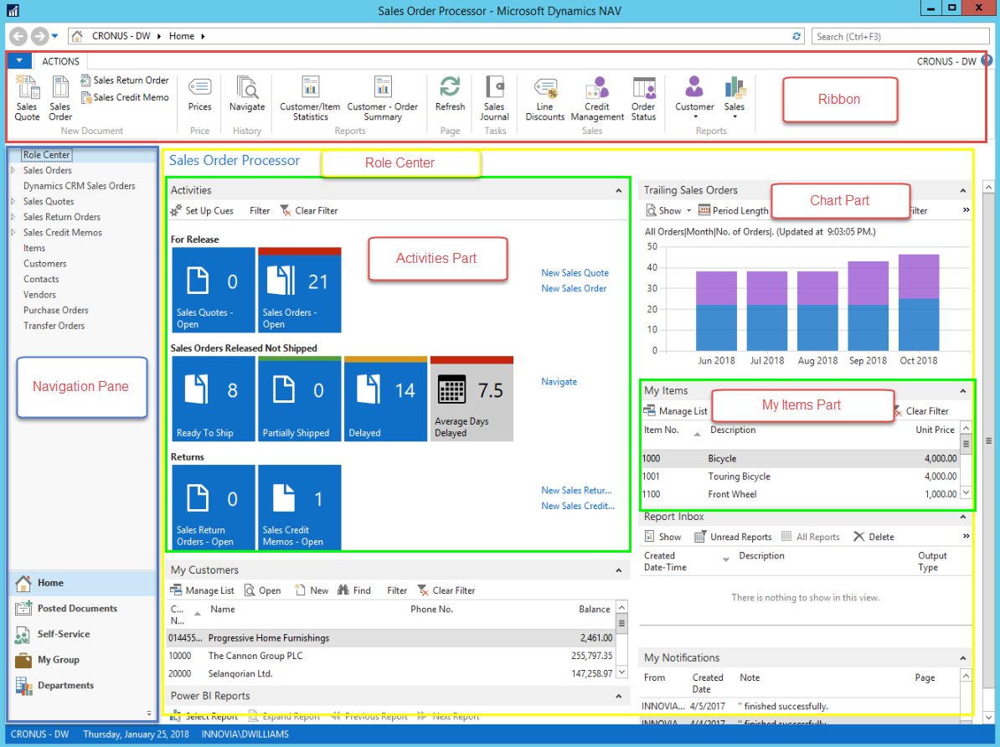 Sales Order Processor - Microsoft Dynamics NAV
CRONUS - DW ▸ Home ▸
Search (Ctrl+F3)
ACTIONS
CRONUS - DW
Sales Quote
Sales Order
Sales Return Order
Sales Credit Memo
New Document
Prices
Price
Navigate
History
Customer/Item Statistics
Customer - Order Summary
Reports
Refresh
Page
Sales Journal
Tasks
Line Discounts
Credit Management
Order Status
Sales
Customer
Sales
Reports
Ribbon
Role Center
Sales Orders
Dynamics CRM Sales Orders
Sales Quotes
Sales Return Orders
Sales Credit Memos
Items
Customers
Contacts
Vendors
Purchase Orders
Transfer Orders
Navigation Pane
Home
Posted Documents
Self-Service
My Group
Departments
Sales Order Processor
Role Center
Activities
Set Up Cues Filter Clear Filter
Activities Part
For Release
0
Sales Quotes -
Open
21
Sales Orders -
Open
New Sales Quote
New Sales Order
Sales Orders Released Not Shipped
8
Ready To Ship
0
Partially Shipped
14
Delayed
7.5
Average Days
Delayed
Navigate
Returns
0
Sales Return
Orders - Open
1
Sales Credit
Memos - Open
New Sales Retur...
New Sales Credit...
My Customers
Manage List Open New Find Filter Clear Filter
C... N... Name Phone No. Balance
014455... Progressive Home Furnishings 2,461.00
10000 The Cannon Group PLC 255,797.35
20000 Selangorian Ltd. 147,258.97
Power BI Reports
Select Report Expand Report Previous Report Next Report
Trailing Sales Orders
Show Period Length
Chart Part
All Orders|Month|No. of Orders|. (Updated at 9:03:05 PM.)
50
40
30
20
10
0
Jun 2018 Jul 2018 Aug 2018 Sep 2018 Oct 2018
My Items
Manage List Clear Filter
My Items Part
Item No. Description Unit Price
1000 Bicycle 4,000.00
1001 Touring Bicycle 4,000.00
1100 Front Wheel 1,000.00
Report Inbox
Show Unread Reports All Reports Delete
Created Date-Time Description Output Type
There is nothing to show in this view.
My Notifications
From Created Date Note Page
INNOVIA... 4/5/2017 '' finished successfully.
INNOVIA... 4/4/2017 '' finished successfully.
CRONUS - DW Thursday, January 25, 2018 INNOVIA\DWILLIAMS